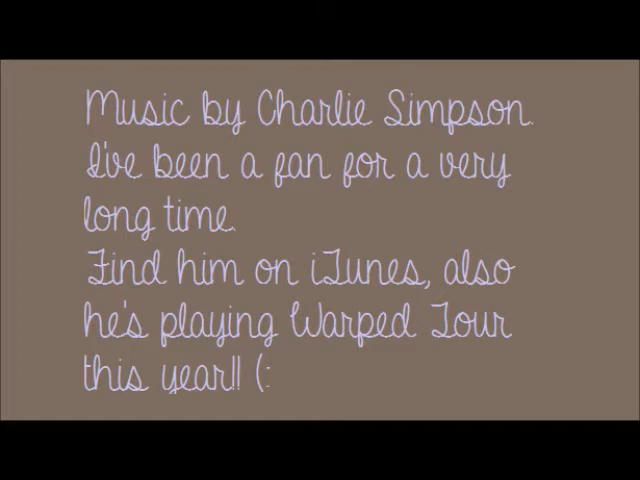 Music by Charlie Simpson.
I've been a fan for a very
long time.
Find him on iTunes, also
he's playing Warped Tour
this year!! (: